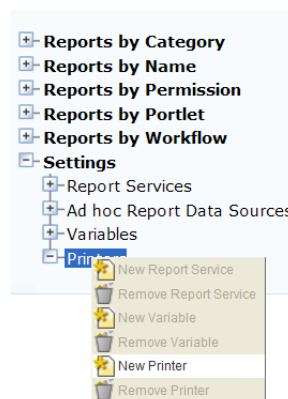 Reports by Category
Reports by Name
Reports by Permission
Reports by Portlet
Reports by Workflow
Settings
Report Services
Ad hoc Report Data Sources
Variables
Printers
New Report Service
Remove Report Service
New Variable
Remove Variable
New Printer
Remove Printer